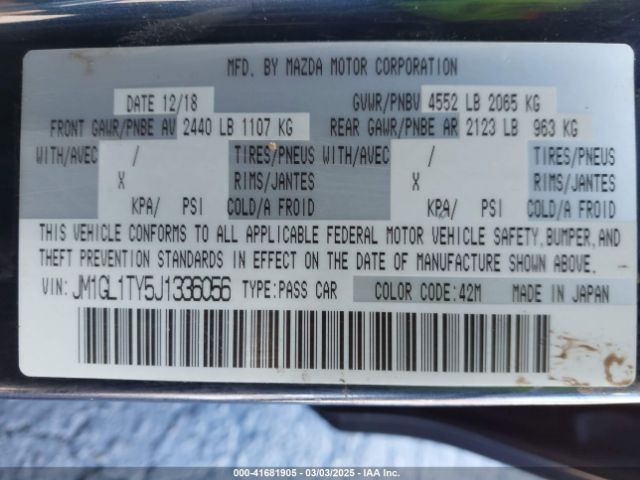 MFD. BY MAZDA MOTOR CORPORATION
DATE 12/18 GVWR/PNBV 4552 LB 2065 KG
FRONT GAWR/PNBE AV 2440 LB 1107 KG REAR GAWR/PNBE AR 2123 LB 963 KG
WITH/AVEC / TIRES/PNEUS WITH/AVEC / TIRES/PNEUS
X RIMS/JANTES X RIMS/JANTES
KPA/ PSI COLD/A FROID KPA/ PSI COLD/A FROID
THIS VEHICLE CONFORMS TO ALL APPLICABLE FEDERAL MOTOR VEHICLE SAFETY, BUMPER, AND
THEFT PREVENTION STANDARDS IN EFFECT ON THE DATE OF MANUFACTURE SHOWN ABOVE.
VIN: JM1GL1TY5J1336056 TYPE:PASS CAR COLOR CODE:42M MADE IN JAPAN
000-41681905 - 03/03/2025 - IAA Inc.